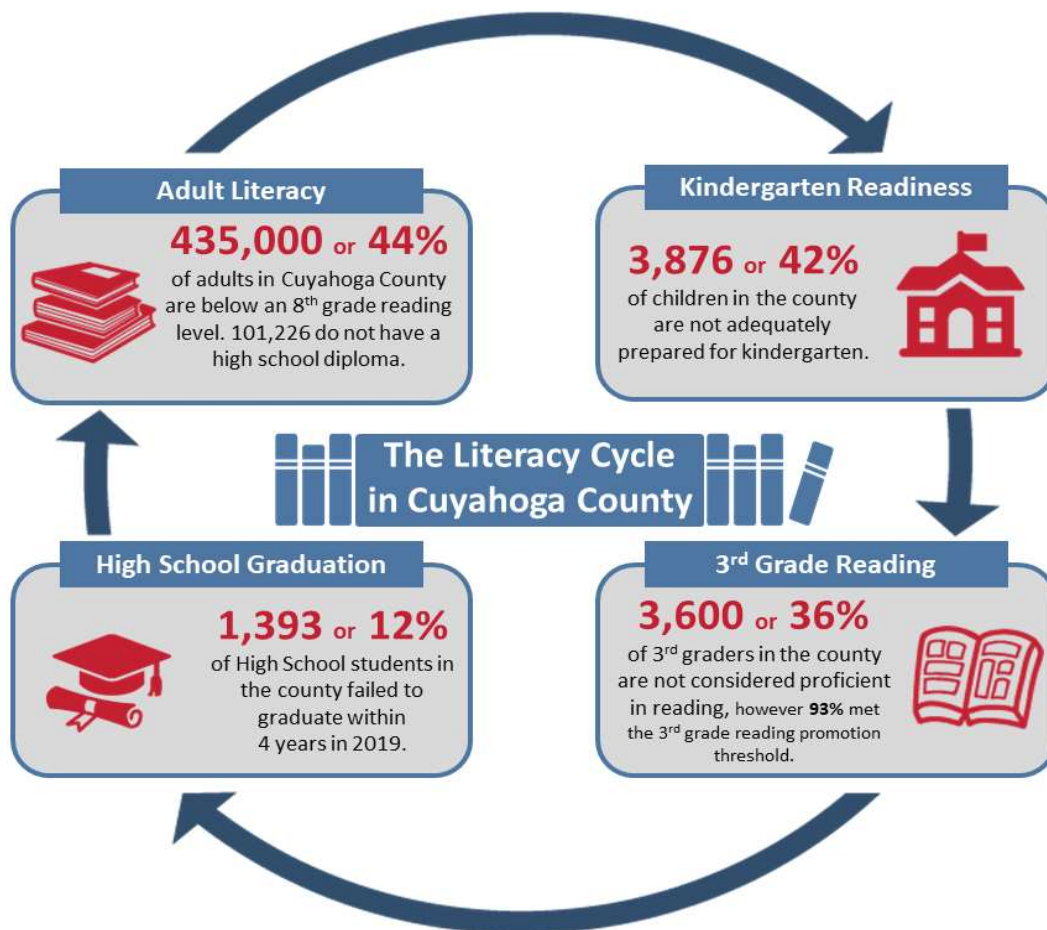 Adult Literacy
435,000 or 44%
of adults in Cuyahoga County
are below an 8th grade reading
level. 101,226 do not have a
high school diploma.
Kindergarten Readiness
3,876 or 42%
of children in the county
are not adequately
prepared for kindergarten.
The Literacy Cycle
in Cuyahoga County
High School Graduation
1,393 or 12%
of High School students in
the county failed to
graduate within
4 years in 2019.
3rd Grade Reading
3,600 or 36%
of 3rd graders in the county
are not considered proficient
in reading, however 93% met
the 3rd grade reading promotion
threshold.